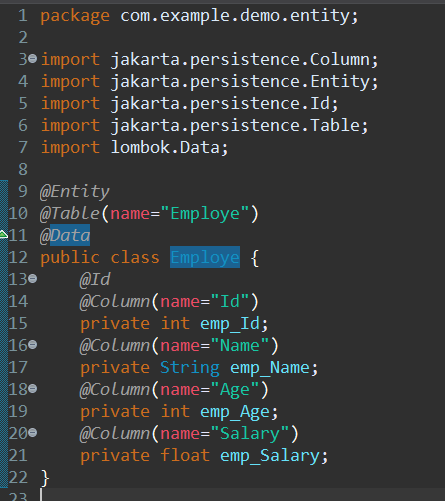 1 package com.example.demo.entity;
2
3 import jakarta.persistence.Column;
4 import jakarta.persistence.Entity;
5 import jakarta.persistence.Id;
6 import jakarta.persistence.Table;
7 import lombok.Data;
8
9 @Entity
10 @Table(name="Employe")
11 @Data
12 public class Employe {
13     @Id
14     @Column(name="Id")
15     private int emp_Id;
16     @Column(name="Name")
17     private String emp_Name;
18     @Column(name="Age")
19     private int emp_Age;
20     @Column(name="Salary")
21     private float emp_Salary;
22 }
23